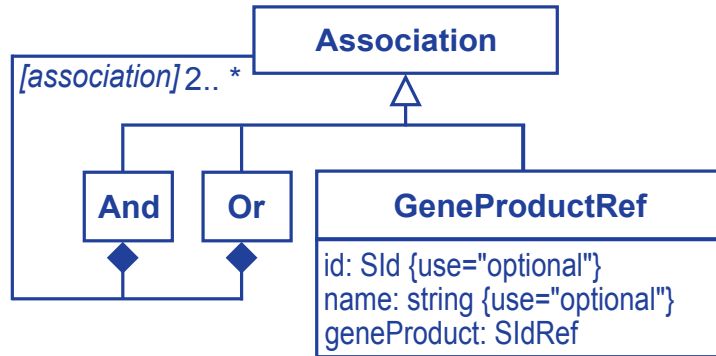 Association
[association] 2.. *
And
Or
GeneProductRef
id: SId {use="optional"}
name: string {use="optional"}
geneProduct: SIdRef